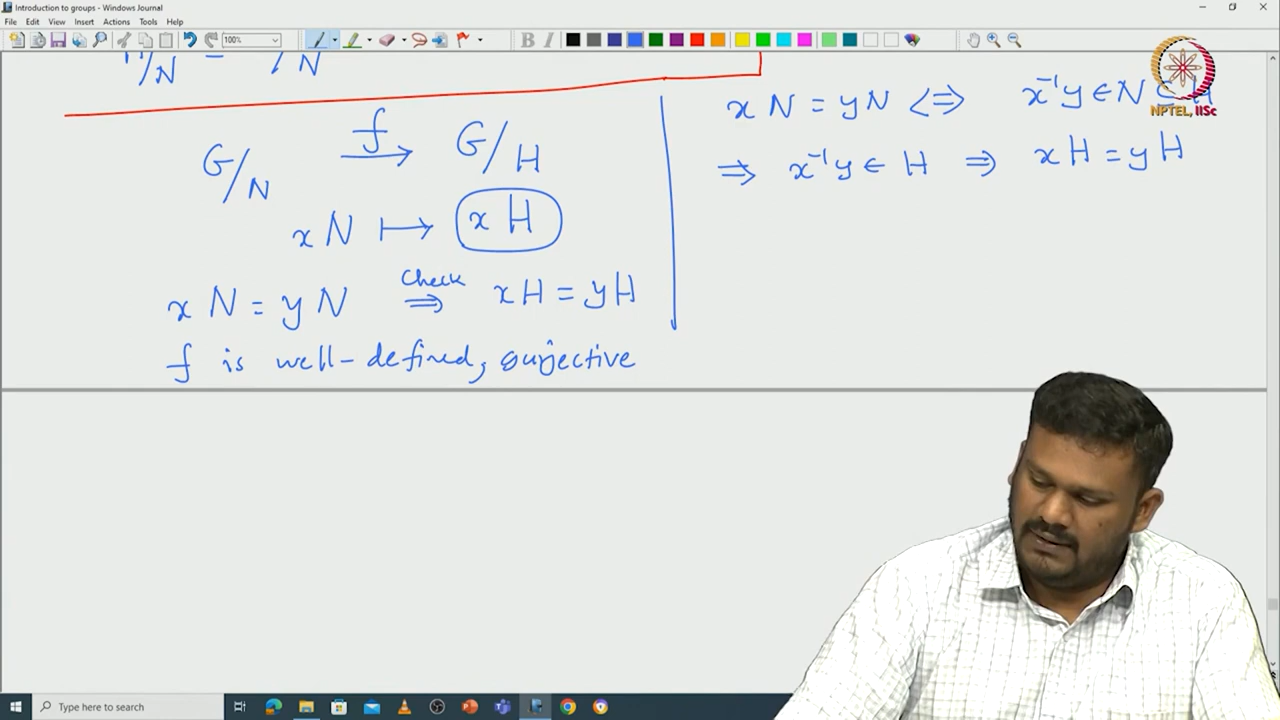 Introduction to groups - Windows Journal
File Edit View Insert Actions Tools Help
100%
B I
NPTEL, IISc
/N = /N
G/N f→ G/H
xN ↦ xH
xN = yN Check ⇒ xH = yH
f is well-defined, surjective
xN = yN ⇔ x⁻¹y ∈ N ⊆ H
⇒ x⁻¹y ∈ H ⇒ xH = yH
Type here to search